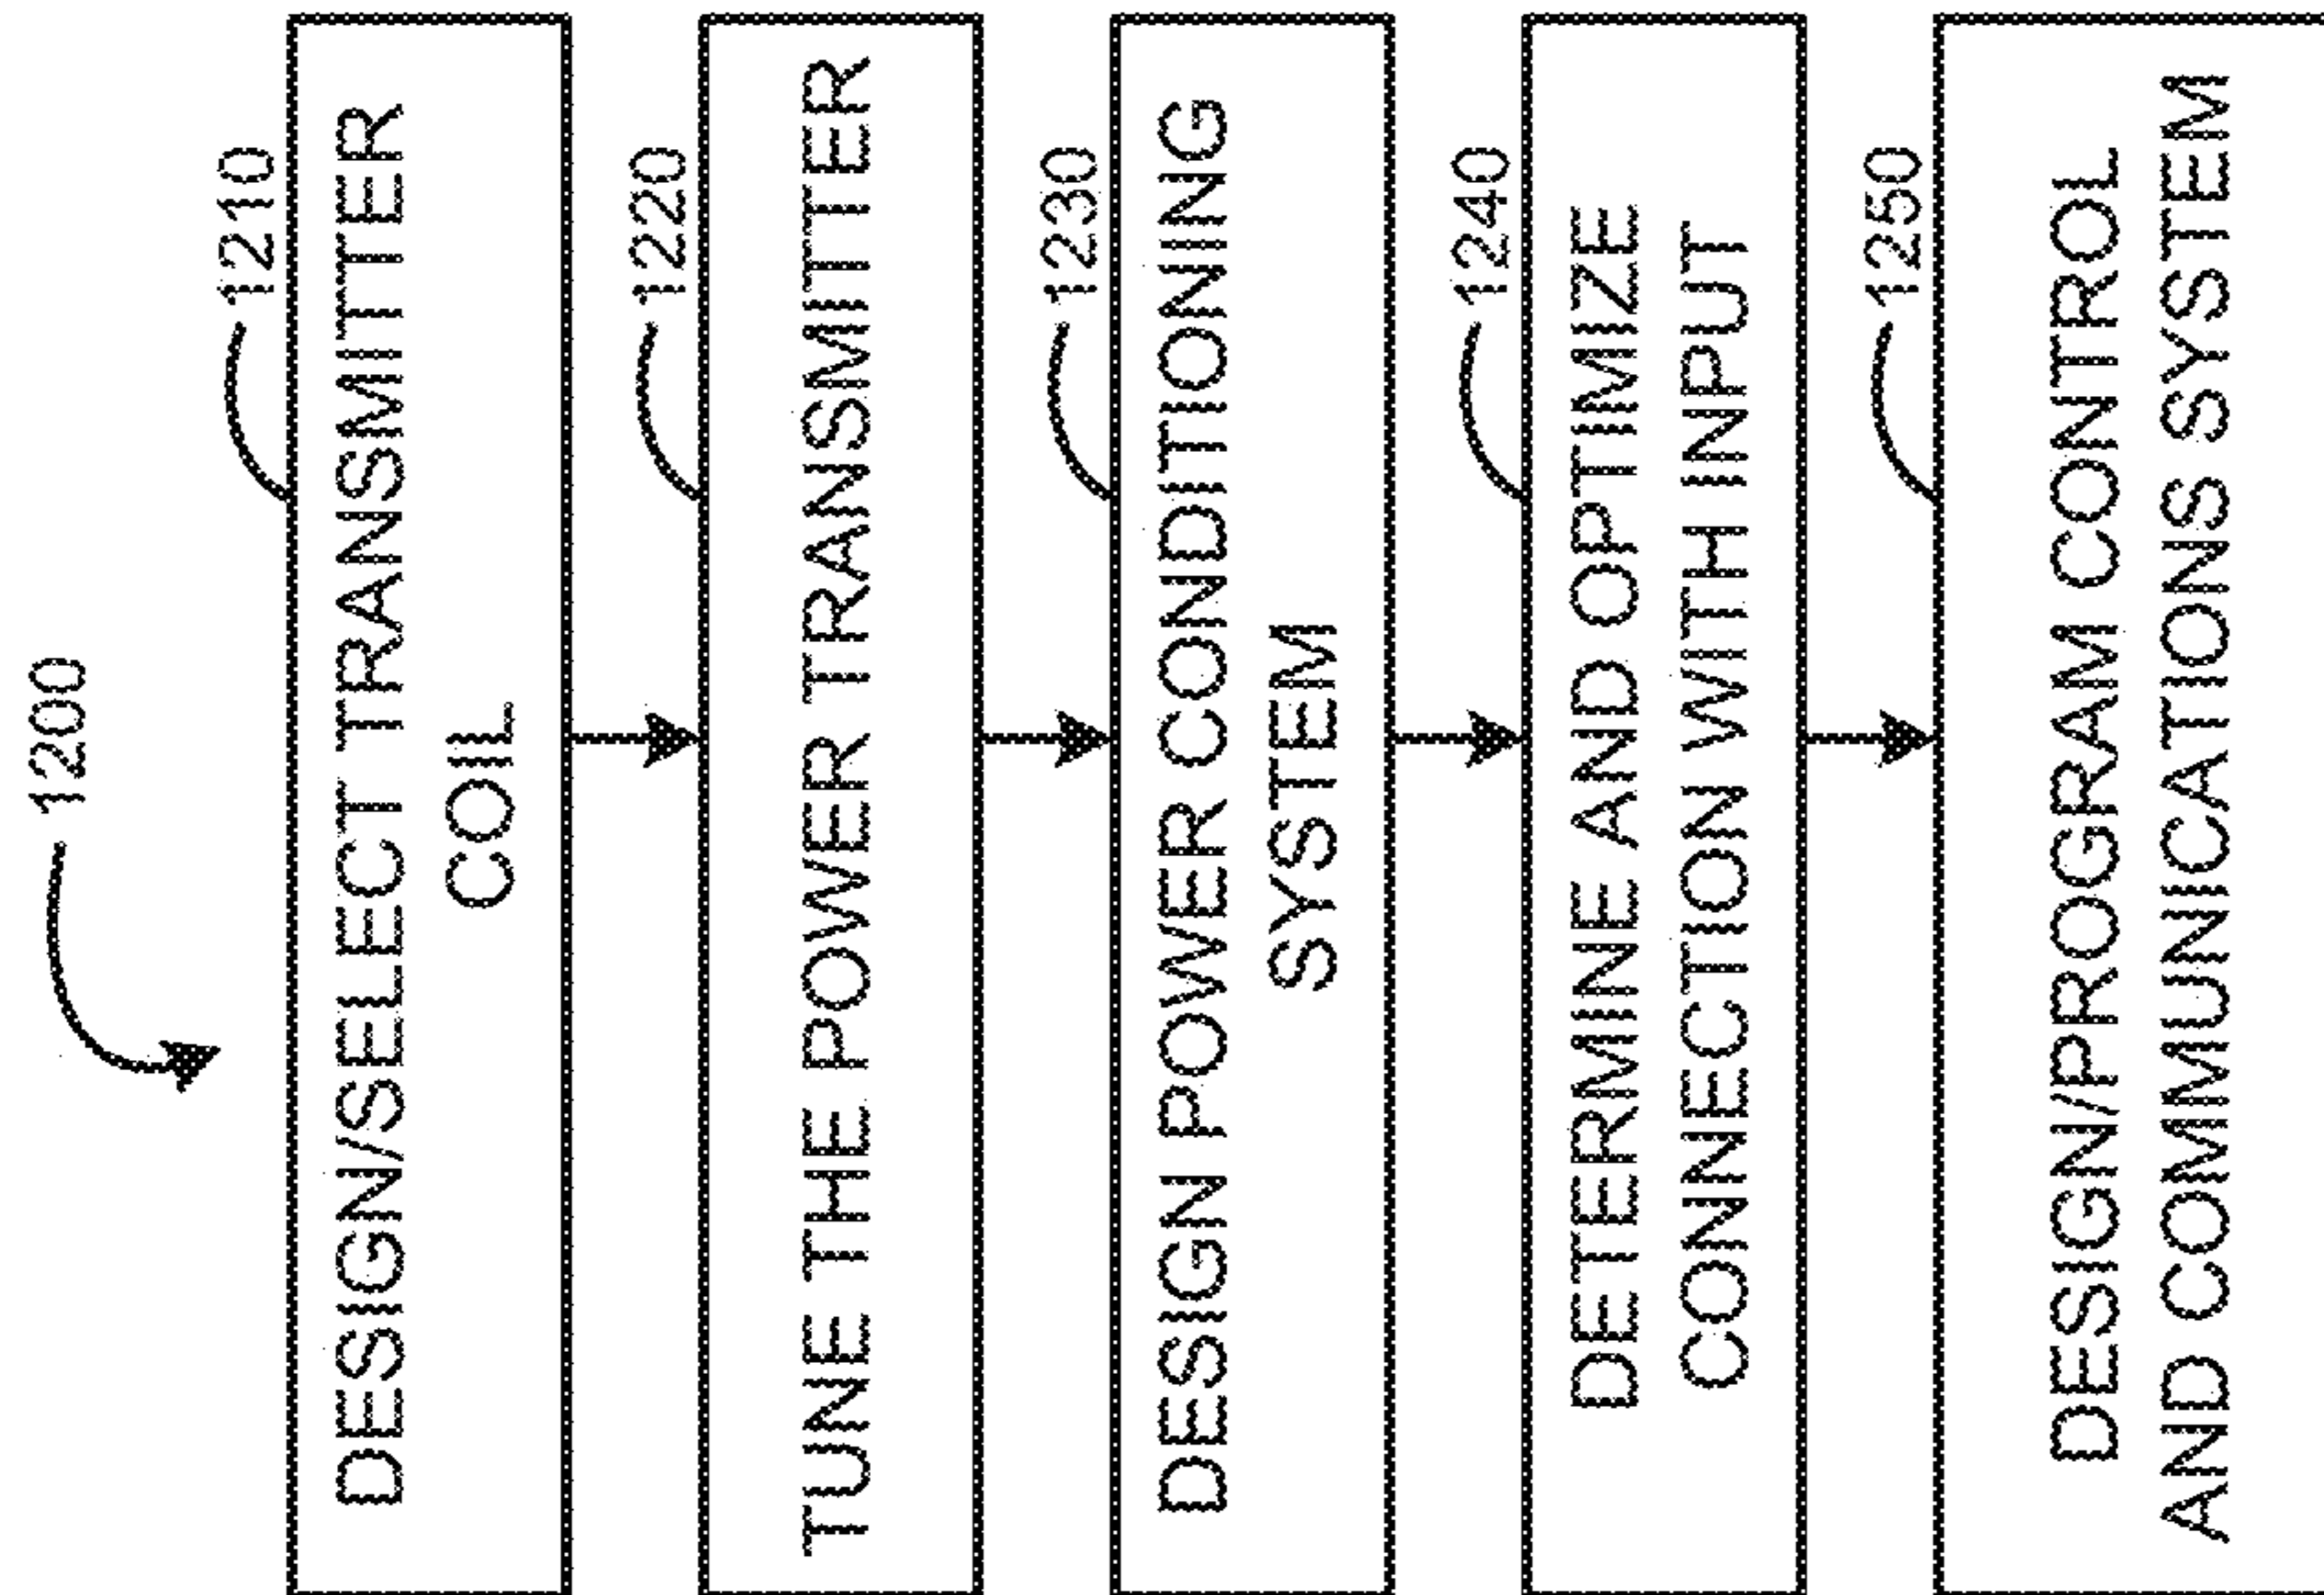 1200
1210
DESIGN/SELECT TRANSMITTER
COIL
1220
TUNE THE POWER TRANSMITTER
1230
DESIGN POWER CONDITIONING
SYSTEM
1240
DETERMINE AND OPTIMIZE
CONNECTION WITH INPUT
1250
DESIGN/PROGRAM CONTROL
AND COMMUNICATIONS SYSTEM